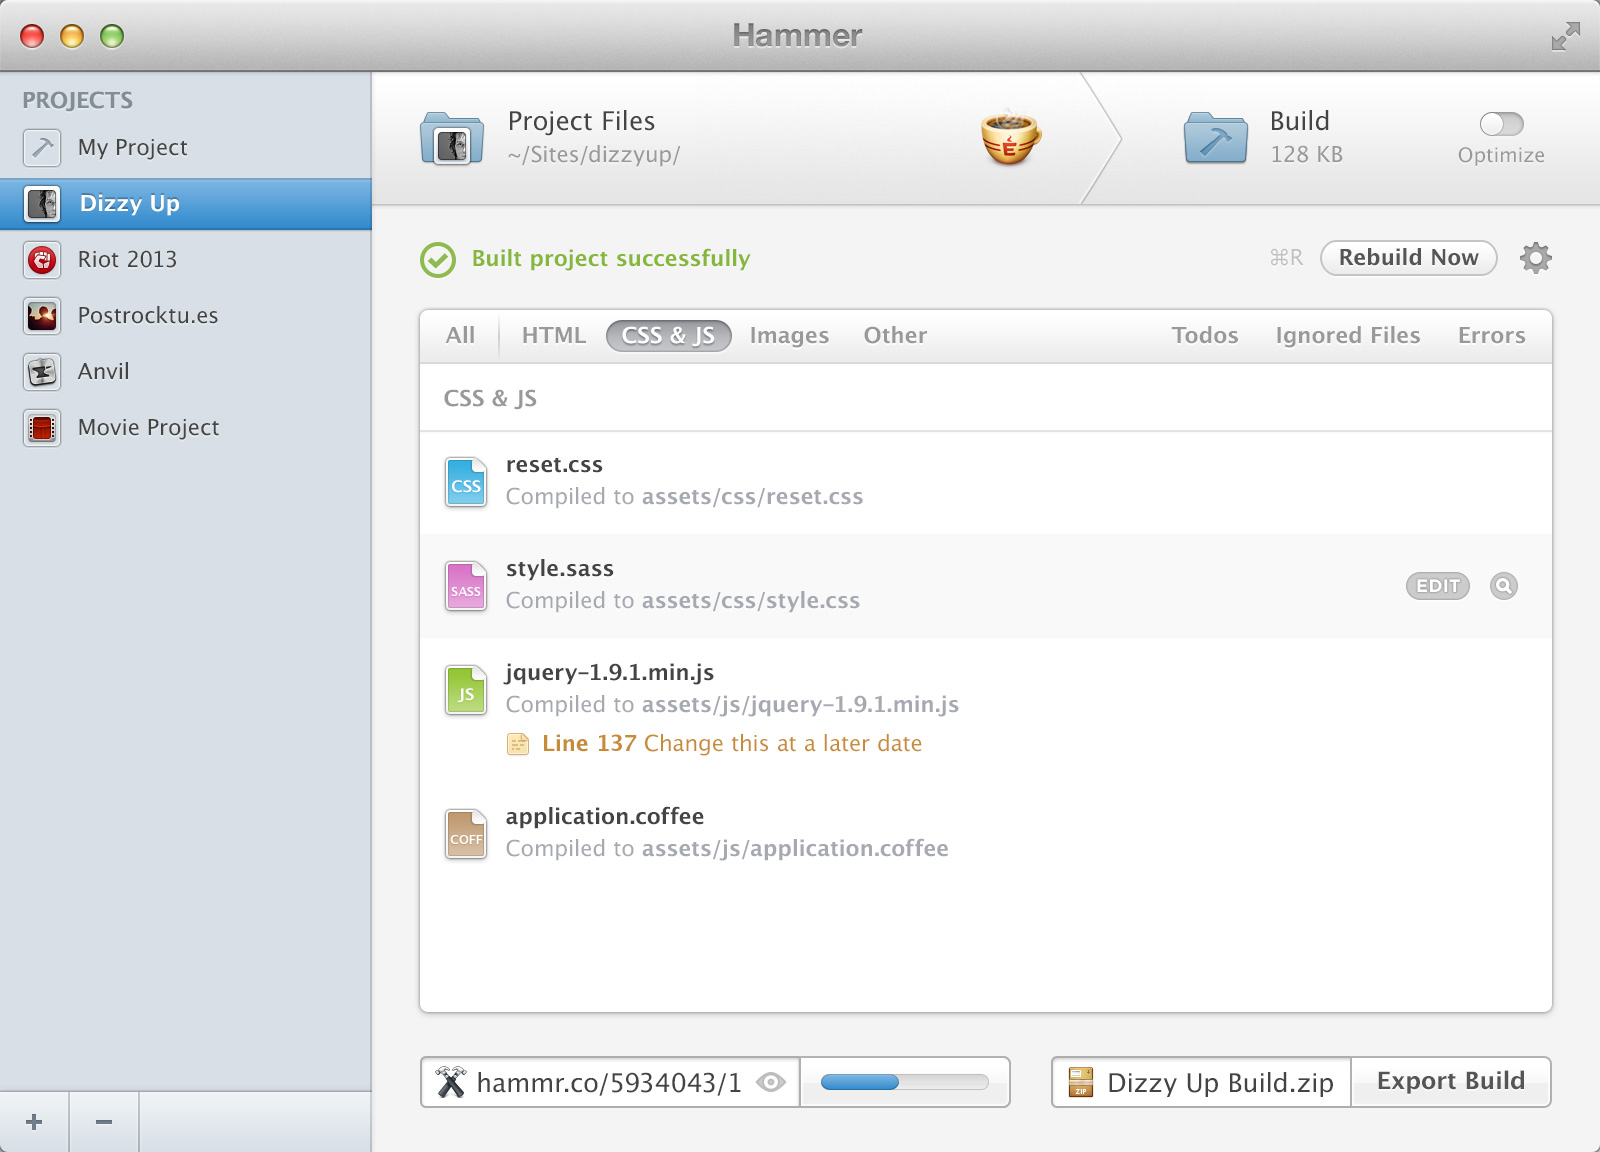 Hammer
PROJECTS
My Project
Dizzy Up
Riot 2013
Postrocktu.es
Anvil
Movie Project
Project Files
~/Sites/dizzyup/
E
Build
128 KB
Optimize
Built project successfully
⌘R
Rebuild Now
All HTML CSS & JS Images Other Todos Ignored Files Errors
CSS & JS
CSS
reset.css
Compiled to assets/css/reset.css
SASS
style.sass
Compiled to assets/css/style.css
EDIT
JS
jquery-1.9.1.min.js
Compiled to assets/js/jquery-1.9.1.min.js
Line 137 Change this at a later date
COFF
application.coffee
Compiled to assets/js/application.coffee
hammr.co/5934043/1
ZIP
Dizzy Up Build.zip
Export Build